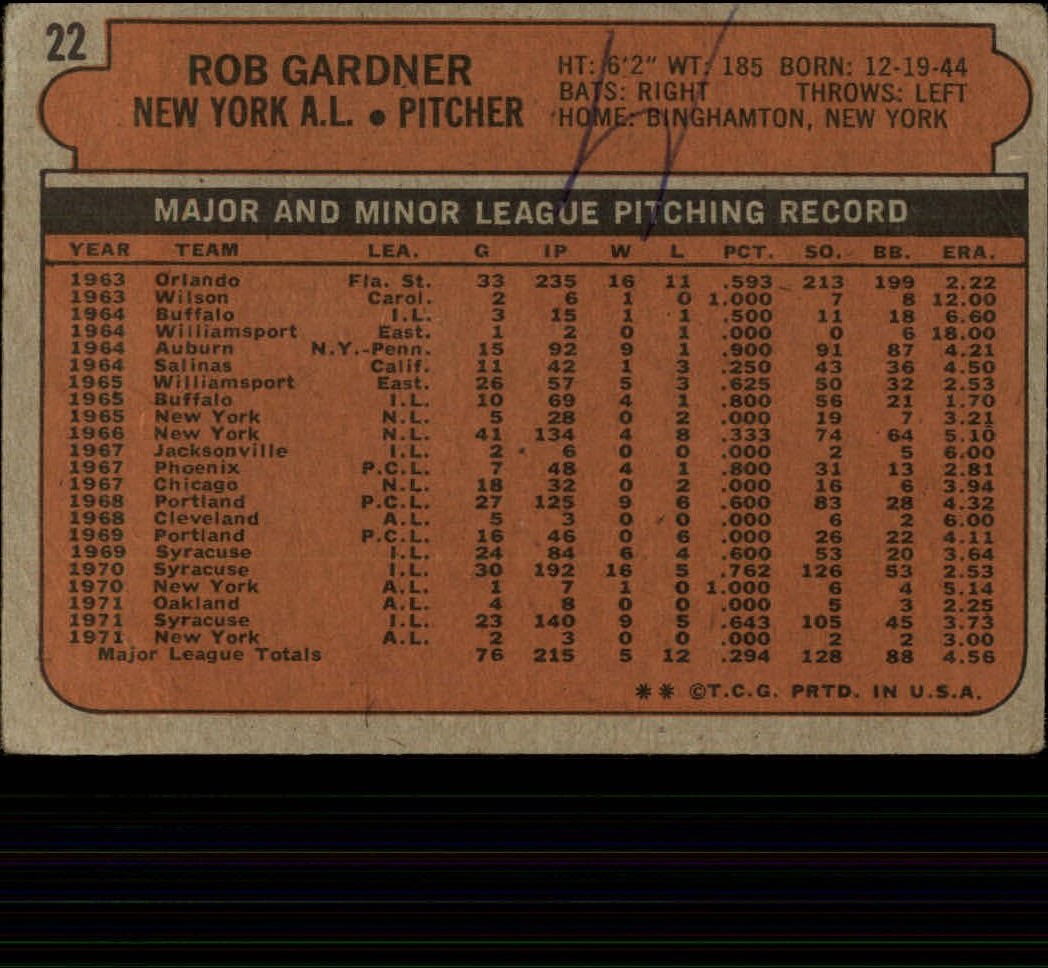 22
ROB GARDNER
NEW YORK A.L. • PITCHER
HT: 6'2" WT: 185 BORN: 12-19-44
BATS: RIGHT THROWS: LEFT
HOME: BINGHAMTON, NEW YORK
MAJOR AND MINOR LEAGUE PITCHING RECORD
YEAR TEAM LEA. G IP W L PCT. SO. BB. ERA.
1963 Orlando Fla. St. 33 235 16 11 .593 213 199 2.22
1963 Wilson Carol. 2 6 1 0 1.000 7 8 12.00
1964 Buffalo I.L. 3 15 1 1 .500 11 18 6.60
1964 Williamsport East. 1 2 0 1 .000 0 6 18.00
1964 Auburn N.Y.-Penn. 15 92 9 1 .900 91 87 4.21
1964 Salinas Calif. 11 42 1 3 .250 43 36 4.50
1965 Williamsport East. 26 57 5 3 .625 50 32 2.53
1965 Buffalo I.L. 10 69 4 1 .800 56 21 1.70
1965 New York N.L. 5 28 0 2 .000 19 7 3.21
1966 New York N.L. 41 134 4 8 .333 74 64 5.10
1967 Jacksonville I.L. 2 6 0 0 .000 2 5 6.00
1967 Phoenix P.C.L. 7 48 4 1 .800 31 13 2.81
1967 Chicago N.L. 18 32 0 2 .000 16 6 3.94
1968 Portland P.C.L. 27 125 9 6 .600 83 28 4.32
1968 Cleveland A.L. 5 3 0 0 .000 6 2 6.00
1969 Portland P.C.L. 16 46 0 6 .000 26 22 4.11
1969 Syracuse I.L. 24 84 6 4 .600 53 20 3.64
1970 Syracuse I.L. 30 192 16 5 .762 126 53 2.53
1970 New York A.L. 1 7 1 0 1.000 6 4 5.14
1971 Oakland A.L. 4 8 0 0 .000 5 3 2.25
1971 Syracuse I.L. 23 140 9 5 .643 105 45 3.73
1971 New York A.L. 2 3 0 0 .000 2 2 3.00
Major League Totals 76 215 5 12 .294 128 88 4.56
** ©T.C.G. PRTD. IN U.S.A.